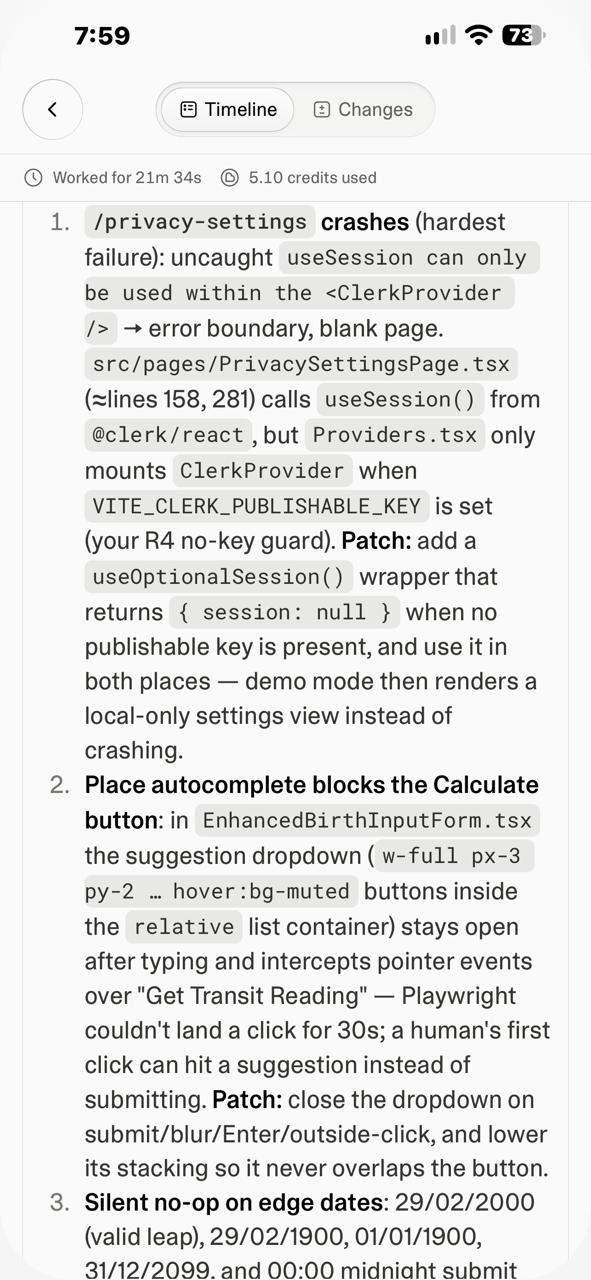 7:59
73
Timeline
Changes
Worked for 21m 34s
5.10 credits used
1. /privacy-settings crashes (hardest
failure): uncaught useSession can only
be used within the <ClerkProvider
/> → error boundary, blank page.
src/pages/PrivacySettingsPage.tsx
(≈lines 158, 281) calls useSession() from
@clerk/react, but Providers.tsx only
mounts ClerkProvider when
VITE_CLERK_PUBLISHABLE_KEY is set
(your R4 no-key guard). Patch: add a
useOptionalSession() wrapper that
returns { session: null } when no
publishable key is present, and use it in
both places — demo mode then renders a
local-only settings view instead of
crashing.
2. Place autocomplete blocks the Calculate
button: in EnhancedBirthInputForm.tsx
the suggestion dropdown (w-full px-3
py-2 … hover:bg-muted buttons inside
the relative list container) stays open
after typing and intercepts pointer events
over "Get Transit Reading" — Playwright
couldn't land a click for 30s; a human's first
click can hit a suggestion instead of
submitting. Patch: close the dropdown on
submit/blur/Enter/outside-click, and lower
its stacking so it never overlaps the button.
3. Silent no-op on edge dates: 29/02/2000
(valid leap), 29/02/1900, 01/01/1900,
31/12/2099, and 00:00 midnight submit